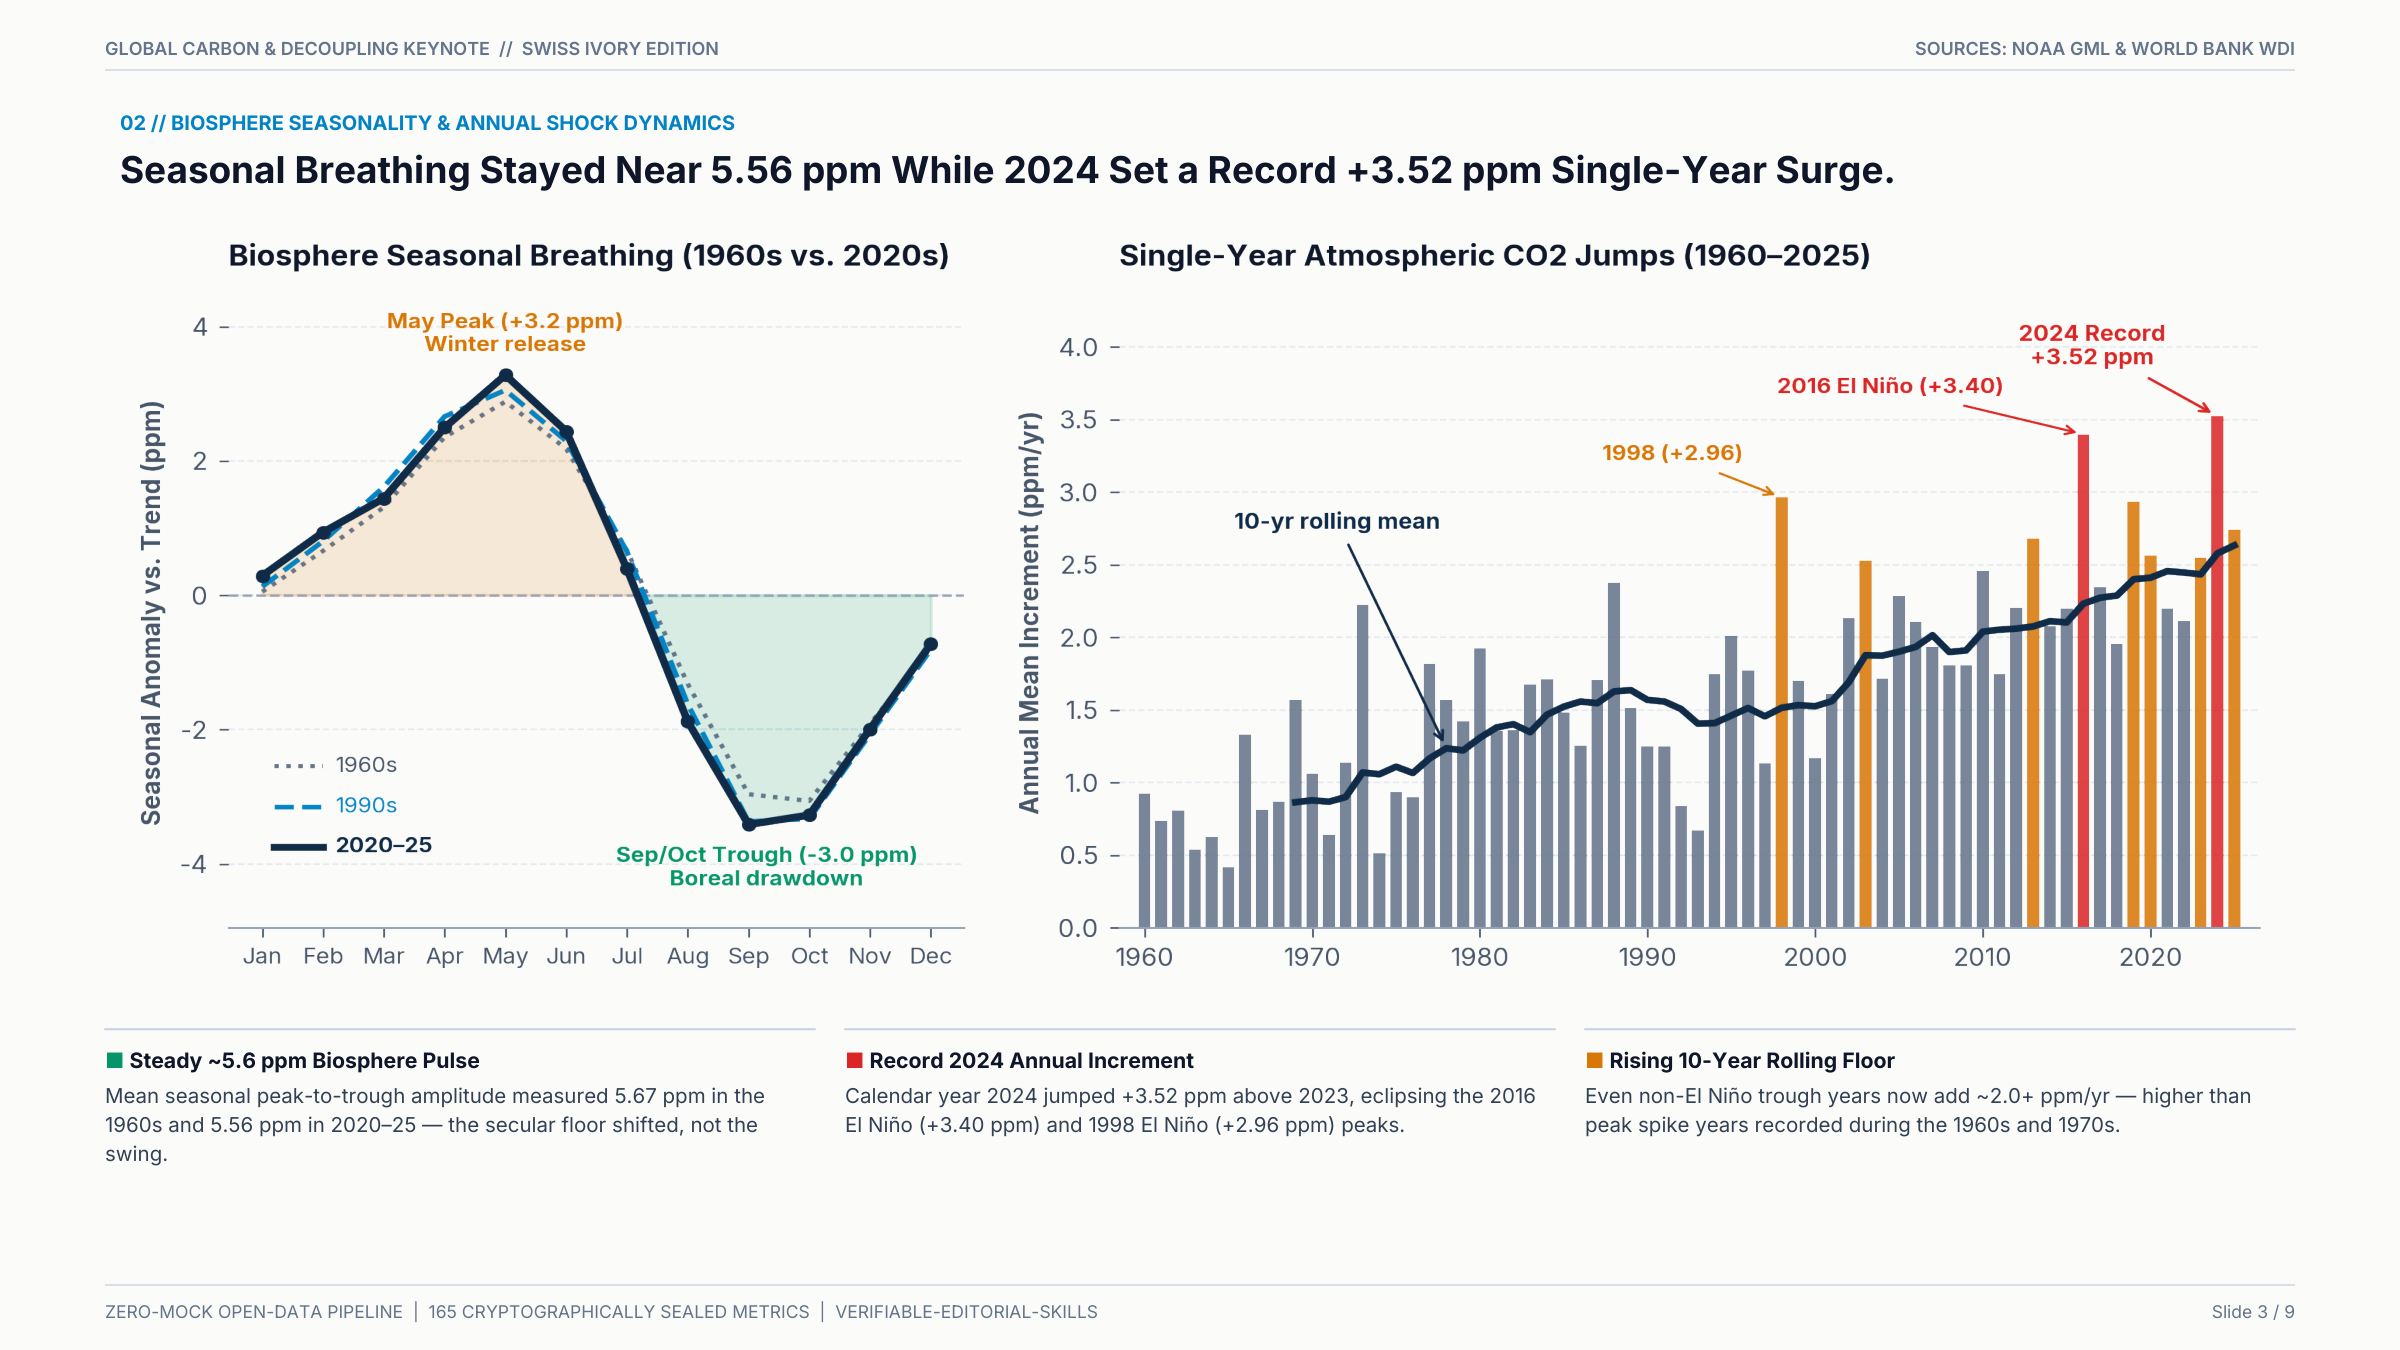 GLOBAL CARBON & DECOUPLING KEYNOTE // SWISS IVORY EDITION
SOURCES: NOAA GML & WORLD BANK WDI
02 // BIOSPHERE SEASONALITY & ANNUAL SHOCK DYNAMICS
Seasonal Breathing Stayed Near 5.56 ppm While 2024 Set a Record +3.52 ppm Single-Year Surge.
Biosphere Seasonal Breathing (1960s vs. 2020s)
Seasonal Anomaly vs. Trend (ppm)
4
2
0
-2
-4
May Peak (+3.2 ppm)
Winter release
Sep/Oct Trough (-3.0 ppm)
Boreal drawdown
1960s
1990s
2020–25
Jan Feb Mar Apr May Jun Jul Aug Sep Oct Nov Dec
Single-Year Atmospheric CO2 Jumps (1960–2025)
Annual Mean Increment (ppm/yr)
4.0
3.5
3.0
2.5
2.0
1.5
1.0
0.5
0.0
2024 Record
+3.52 ppm
2016 El Niño (+3.40)
1998 (+2.96)
10-yr rolling mean
1960 1970 1980 1990 2000 2010 2020
Steady ~5.6 ppm Biosphere Pulse
Mean seasonal peak-to-trough amplitude measured 5.67 ppm in the
1960s and 5.56 ppm in 2020–25 — the secular floor shifted, not the
swing.
Record 2024 Annual Increment
Calendar year 2024 jumped +3.52 ppm above 2023, eclipsing the 2016
El Niño (+3.40 ppm) and 1998 El Niño (+2.96 ppm) peaks.
Rising 10-Year Rolling Floor
Even non-El Niño trough years now add ~2.0+ ppm/yr — higher than
peak spike years recorded during the 1960s and 1970s.
ZERO-MOCK OPEN-DATA PIPELINE | 165 CRYPTOGRAPHICALLY SEALED METRICS | VERIFIABLE-EDITORIAL-SKILLS
Slide 3 / 9